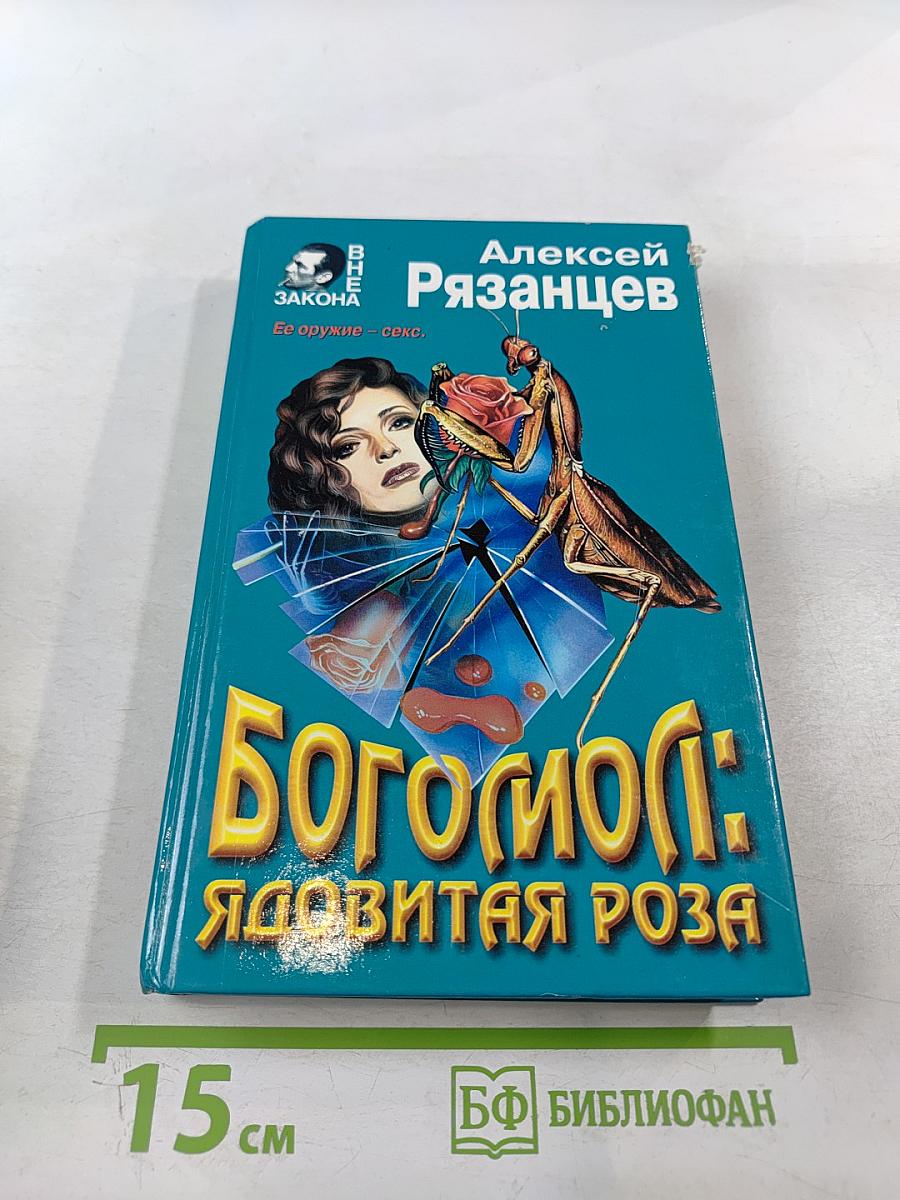 ВНЕ
ЗАКОНА
Алексей
Рязанцев
Ее оружие – секс.
БОГОМОЛ:
ЯДОВИТАЯ РОЗА
15 см
БФ БИБЛИОФАН